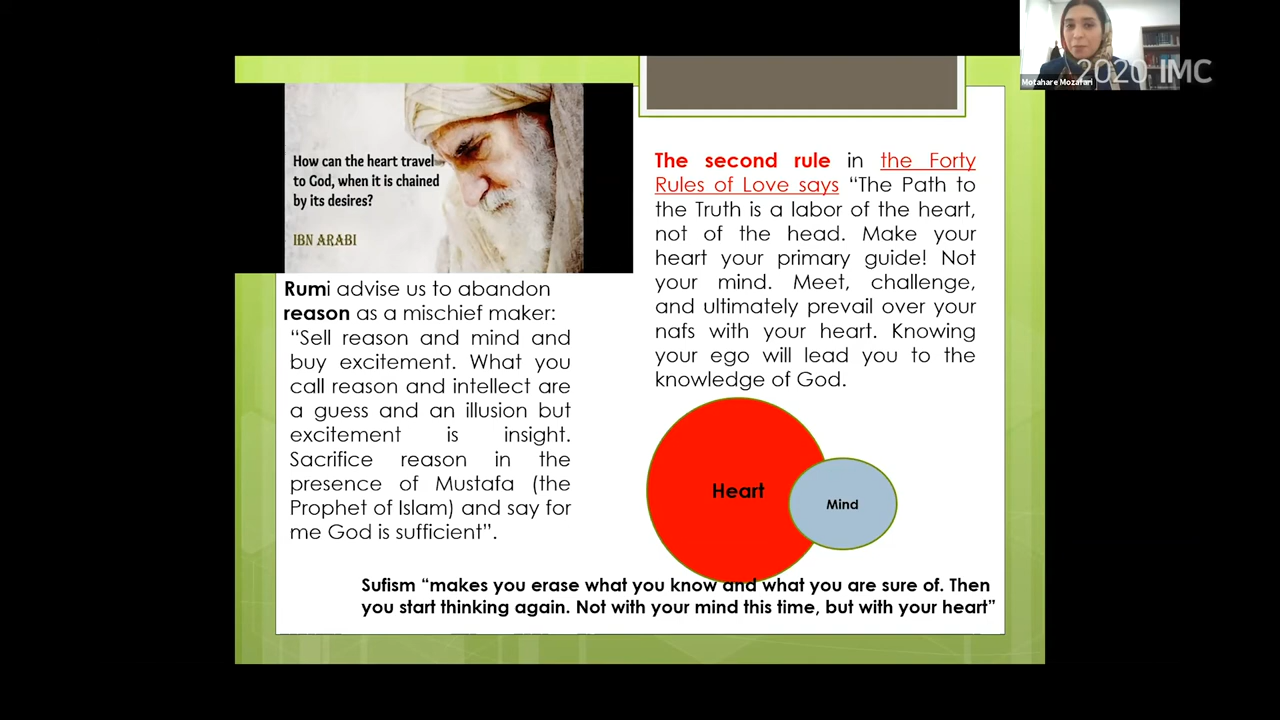 2020 IMC
Motahare Mozafari
How can the heart travel
to God, when it is chained
by its desires?
IBN ARABI
Rumi advise us to abandon
reason as a mischief maker:
“Sell reason and mind and
buy excitement. What you
call reason and intellect are
a guess and an illusion but
excitement is insight.
Sacrifice reason in the
presence of Mustafa (the
Prophet of Islam) and say for
me God is sufficient”.
The second rule in the Forty
Rules of Love says “The Path to
the Truth is a labor of the heart,
not of the head. Make your
heart your primary guide! Not
your mind. Meet, challenge,
and ultimately prevail over your
nafs with your heart. Knowing
your ego will lead you to the
knowledge of God.
Heart
Mind
Sufism “makes you erase what you know and what you are sure of. Then
you start thinking again. Not with your mind this time, but with your heart”